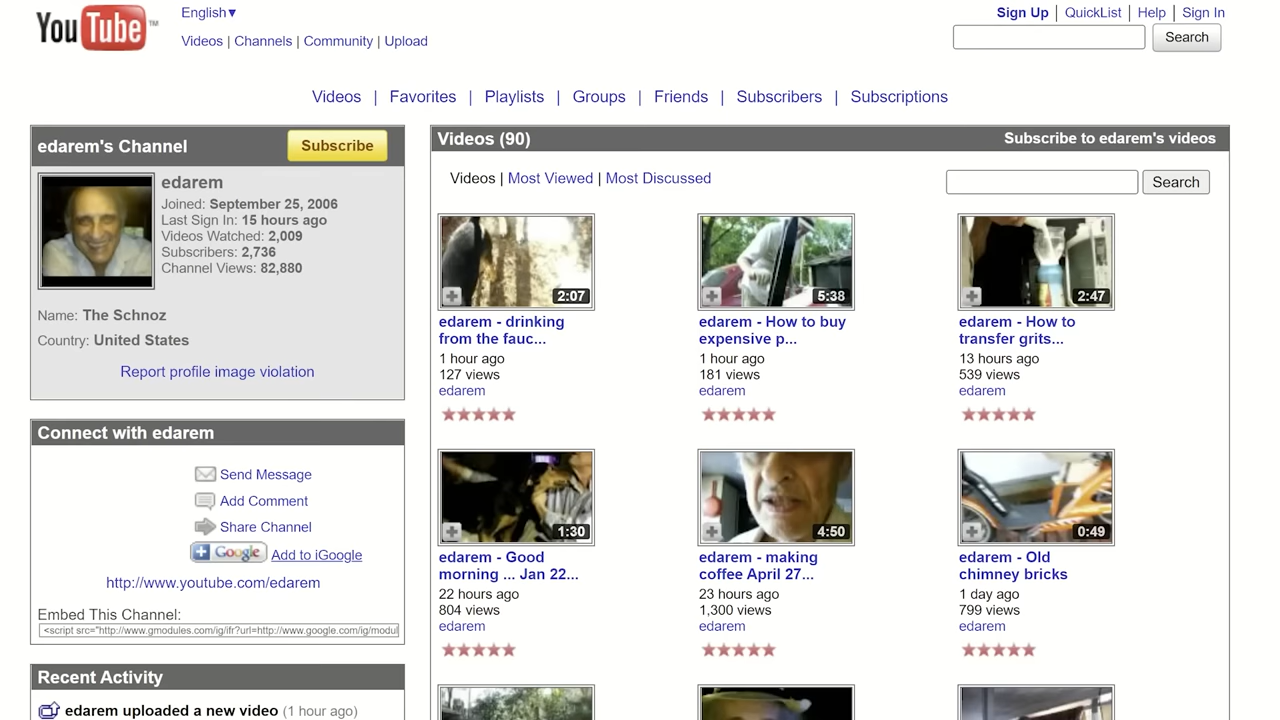 YouTube™
English▾
Sign Up | QuickList | Help | Sign In
Videos | Channels | Community | Upload
Search
Videos | Favorites | Playlists | Groups | Friends | Subscribers | Subscriptions
edarem's Channel
Subscribe
edarem
Joined: September 25, 2006
Last Sign In: 15 hours ago
Videos Watched: 2,009
Subscribers: 2,736
Channel Views: 82,880
Name: The Schnoz
Country: United States
Report profile image violation
Connect with edarem
Send Message
Add Comment
Share Channel
Google Add to iGoogle
http://www.youtube.com/edarem
Embed This Channel:
<script src="http://www.gmodules.com/ig/ifr?url=http://www.google.com/ig/modul
Recent Activity
edarem uploaded a new video (1 hour ago)
Videos (90)
Subscribe to edarem's videos
Videos | Most Viewed | Most Discussed
Search
2:07
edarem - drinking
from the fauc...
1 hour ago
127 views
edarem
5:38
edarem - How to buy
expensive p...
1 hour ago
181 views
edarem
2:47
edarem - How to
transfer grits...
13 hours ago
539 views
edarem
1:30
edarem - Good
morning ... Jan 22...
22 hours ago
804 views
edarem
4:50
edarem - making
coffee April 27...
23 hours ago
1,300 views
edarem
0:49
edarem - Old
chimney bricks
1 day ago
799 views
edarem